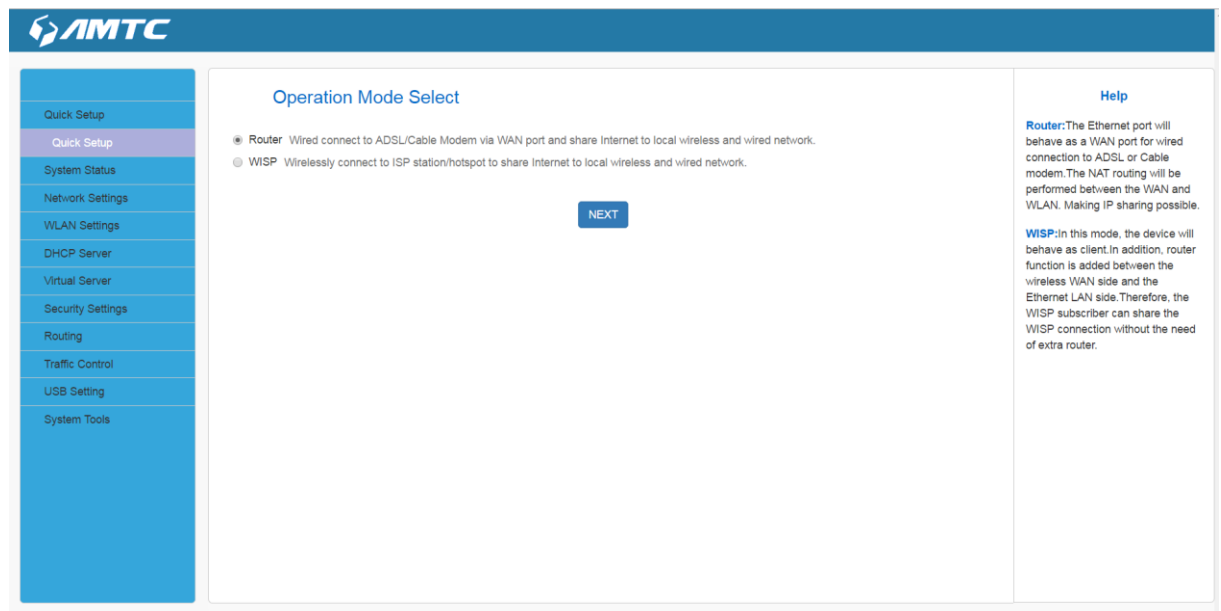 AMTC
Quick Setup
Quick Setup
System Status
Network Settings
WLAN Settings
DHCP Server
Virtual Server
Security Settings
Routing
Traffic Control
USB Setting
System Tools
Operation Mode Select
Router Wired connect to ADSL/Cable Modem via WAN port and share Internet to local wireless and wired network.
WISP Wirelessly connect to ISP station/hotspot to share Internet to local wireless and wired network.
NEXT
Help
Router:The Ethernet port will
behave as a WAN port for wired
connection to ADSL or Cable
modem.The NAT routing will be
performed between the WAN and
WLAN. Making IP sharing possible.
WISP:In this mode, the device will
behave as client.In addition, router
function is added between the
wireless WAN side and the
Ethernet LAN side.Therefore, the
WISP subscriber can share the
WISP connection without the need
of extra router.